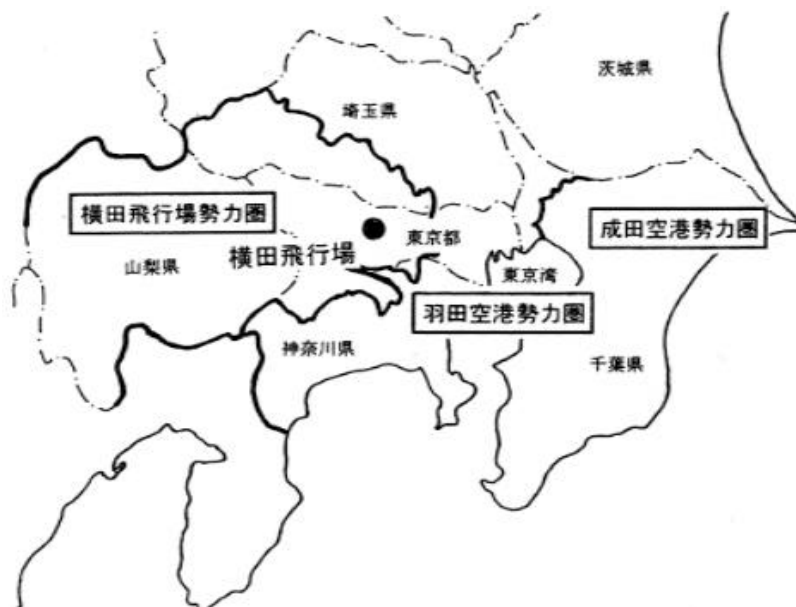 茨城県
埼玉県
横田飛行場勢力圏
成田空港勢力圏
東京都
横田飛行場
山梨県
東京湾
羽田空港勢力圏
神奈川県
千葉県